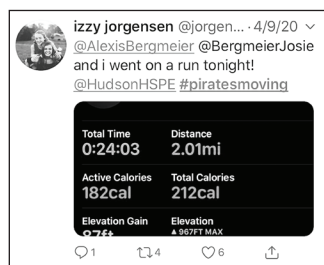 izzy jorgensen @jorgen... · 4/9/20
@AlexisBergmeier @BergmeierJosie
and i went on a run tonight!
@HudsonHSPE #piratesmoving
Total Time Distance
0:24:03 2.01mi
Active Calories Total Calories
182cal 212cal
Elevation Gain Elevation
87ft ▲ 967FT MAX
1 4 6